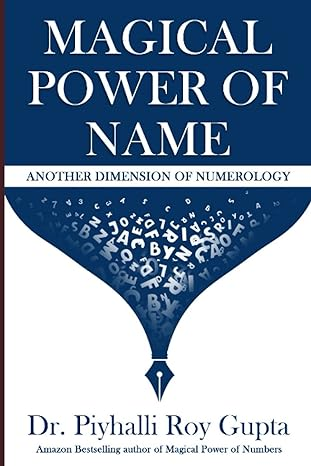 MAGICAL
POWER OF
NAME
ANOTHER DIMENSION OF NUMEROLOGY
Dr. Piyhalli Roy Gupta
Amazon Bestselling author of Magical Power of Numbers